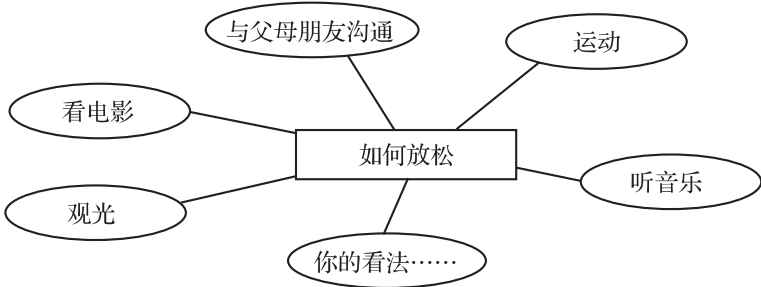 与父母朋友沟通
运动
看电影
如何放松
听音乐
观光
你的看法……